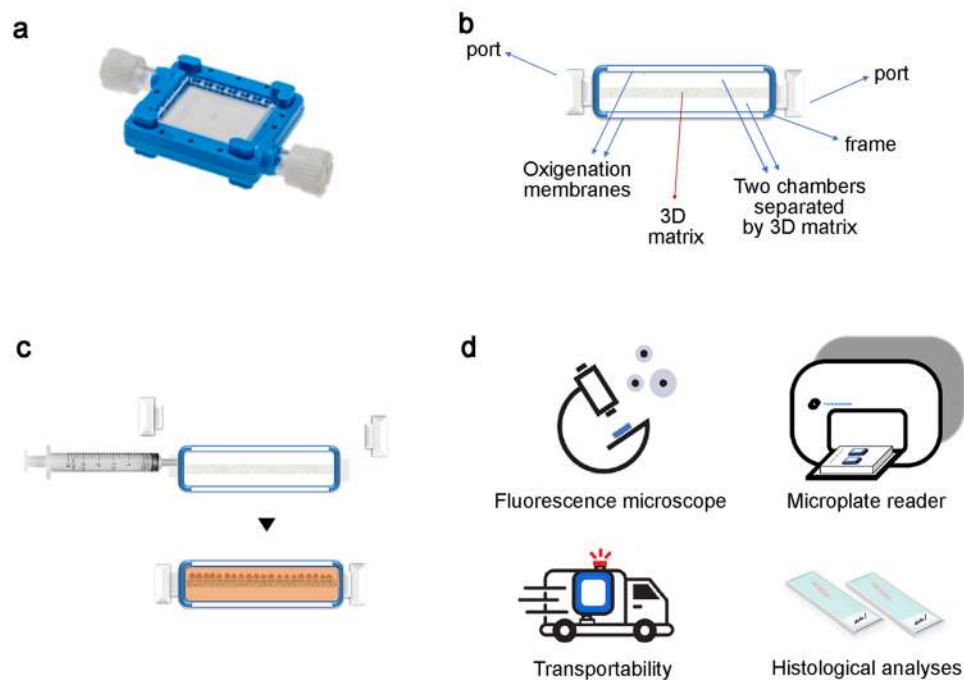 a
b
port
port
frame
Oxigenation
membranes
3D
matrix
Two chambers
separated
by 3D matrix
c
d
Fluorescence microscope
Microplate reader
Transportability
Histological analyses